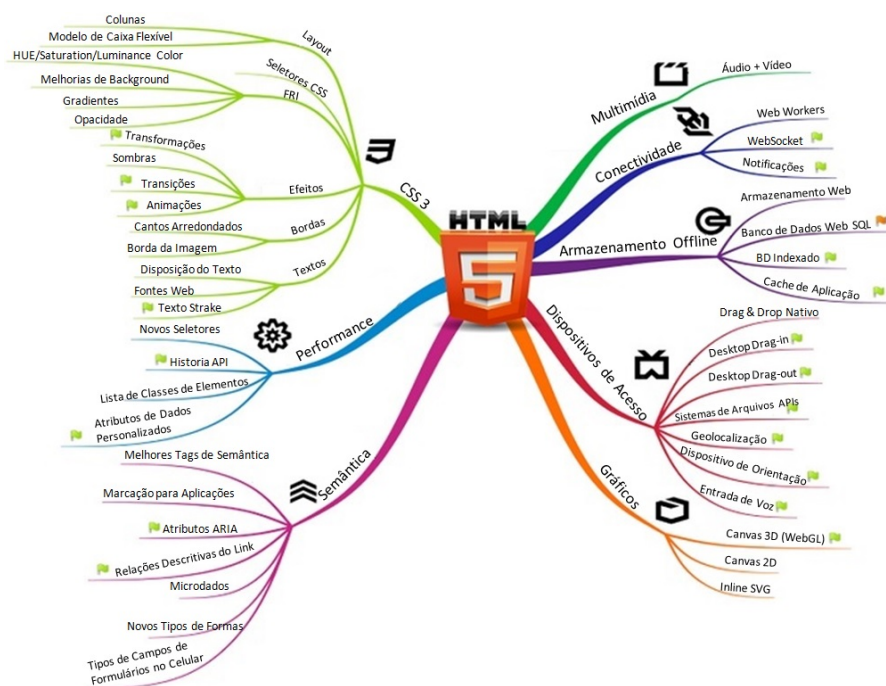 HTML
5
CSS 3
Layout
Colunas
Modelo de Caixa Flexível
Seletores CSS
FRI
HUE/Saturation/Luminance Color
Melhorias de Background
Gradientes
Opacidade
Efeitos
Transformações
Sombras
Transições
Animações
Bordas
Cantos Arredondados
Borda da Imagem
Textos
Disposição do Texto
Fontes Web
Texto Strake
Performance
Novos Seletores
Historia API
Lista de Classes de Elementos
Atributos de Dados
Personalizados
Semântica
Melhores Tags de Semântica
Marcação para Aplicações
Atributos ARIA
Relações Descritivas do Link
Microdados
Novos Tipos de Formas
Tipos de Campos de
Formulários no Celular
Multimídia
Áudio + Vídeo
Conectividade
Web Workers
WebSocket
Notificações
Armazenamento Offline
Armazenamento Web
Banco de Dados Web SQL
BD Indexado
Cache de Aplicação
Dispositivos de Acesso
Drag & Drop Nativo
Desktop Drag-in
Desktop Drag-out
Sistemas de Arquivos APIs
Geolocalização
Dispositivo de Orientação
Entrada de Voz
Gráficos
Canvas 3D (WebGL)
Canvas 2D
Inline SVG